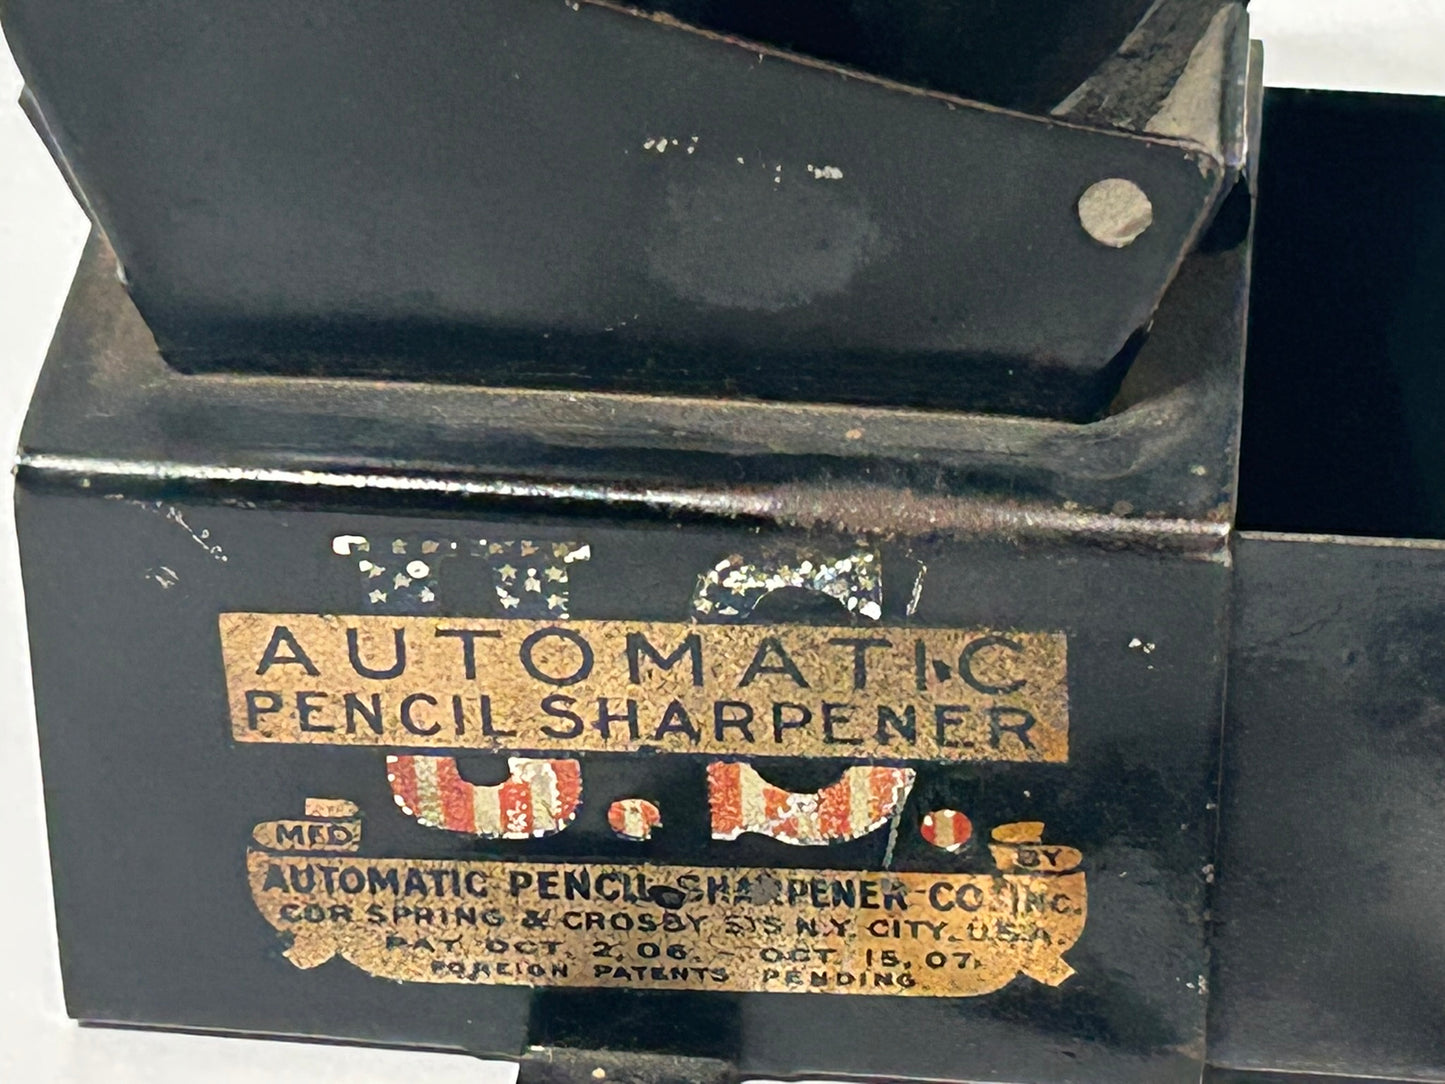 U.S.
AUTOMATIC
PENCIL SHARPENER
MFD. BY
AUTOMATIC PENCIL SHARPENER CO. INC.
COR SPRING & CROSBY STS N.Y. CITY. U.S.A.
PAT. OCT. 2, 06. – OCT. 15, 07.
FOREIGN PATENTS PENDING